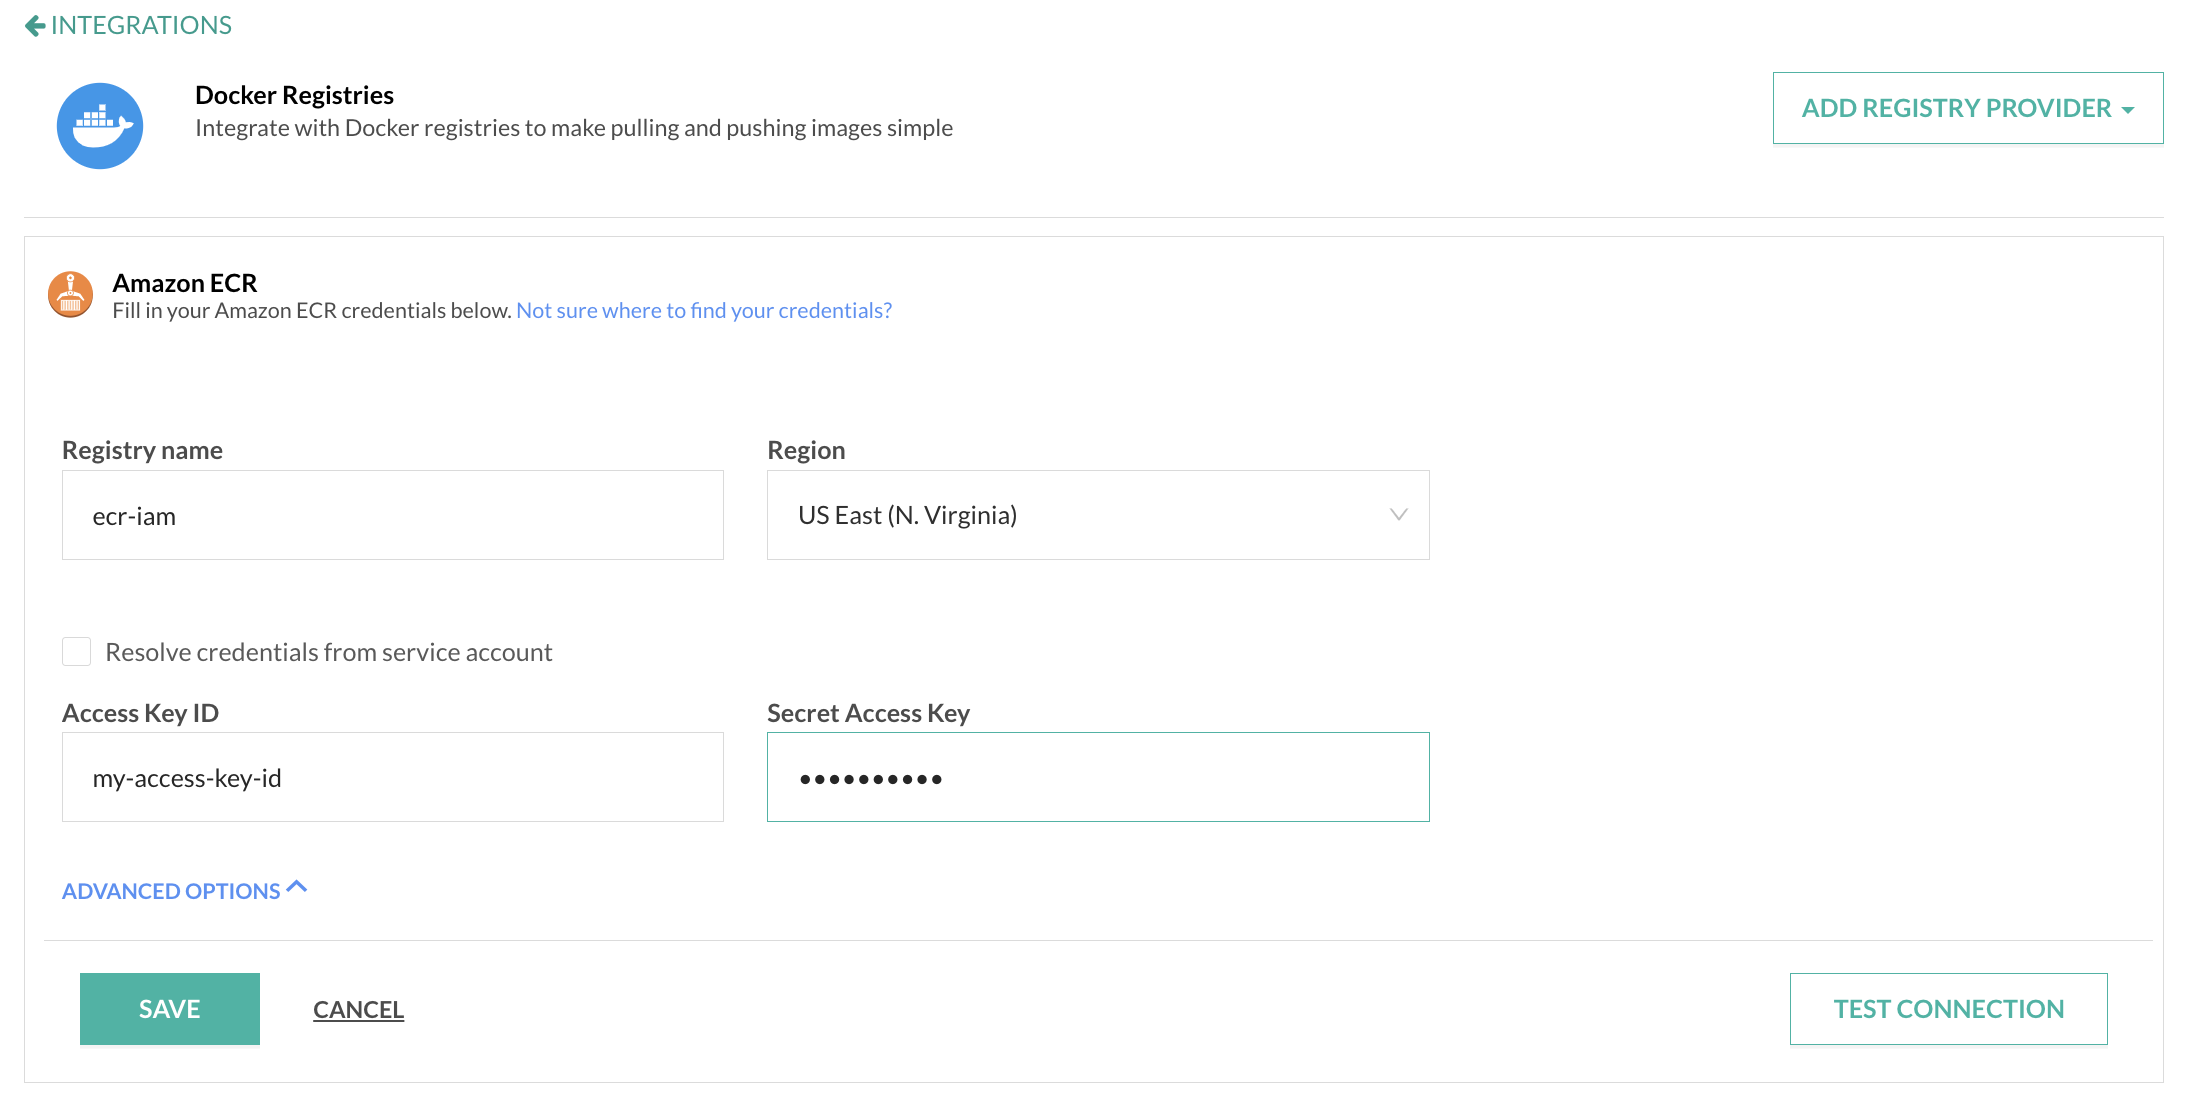 INTEGRATIONS
Docker Registries
Integrate with Docker registries to make pulling and pushing images simple
ADD REGISTRY PROVIDER
Amazon ECR
Fill in your Amazon ECR credentials below. Not sure where to find your credentials?
Registry name
Region
ecr-iam
US East (N. Virginia)
Resolve credentials from service account
Access Key ID
Secret Access Key
my-access-key-id
••••••••••
ADVANCED OPTIONS
SAVE
CANCEL
TEST CONNECTION